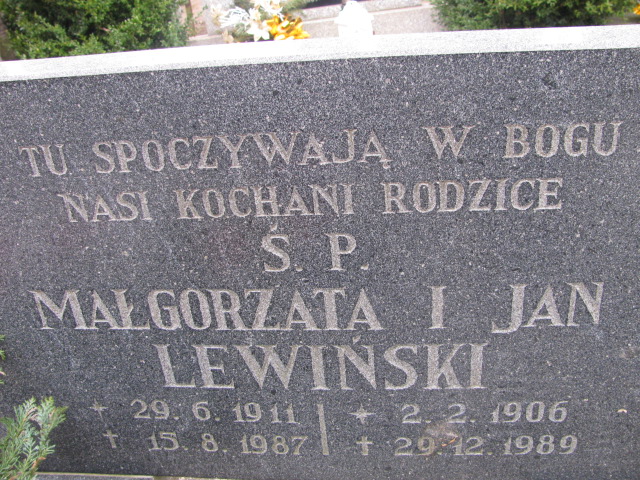 TU SPOCZYWAJĄ W BOGU
NASI KOCHANI RODZICE
Ś. P.
MAŁGORZATA I JAN
LEWIŃSKI
* 29. 6. 1911 | * 2. 2. 1906
† 15. 8. 1987 | † 29. 12. 1989